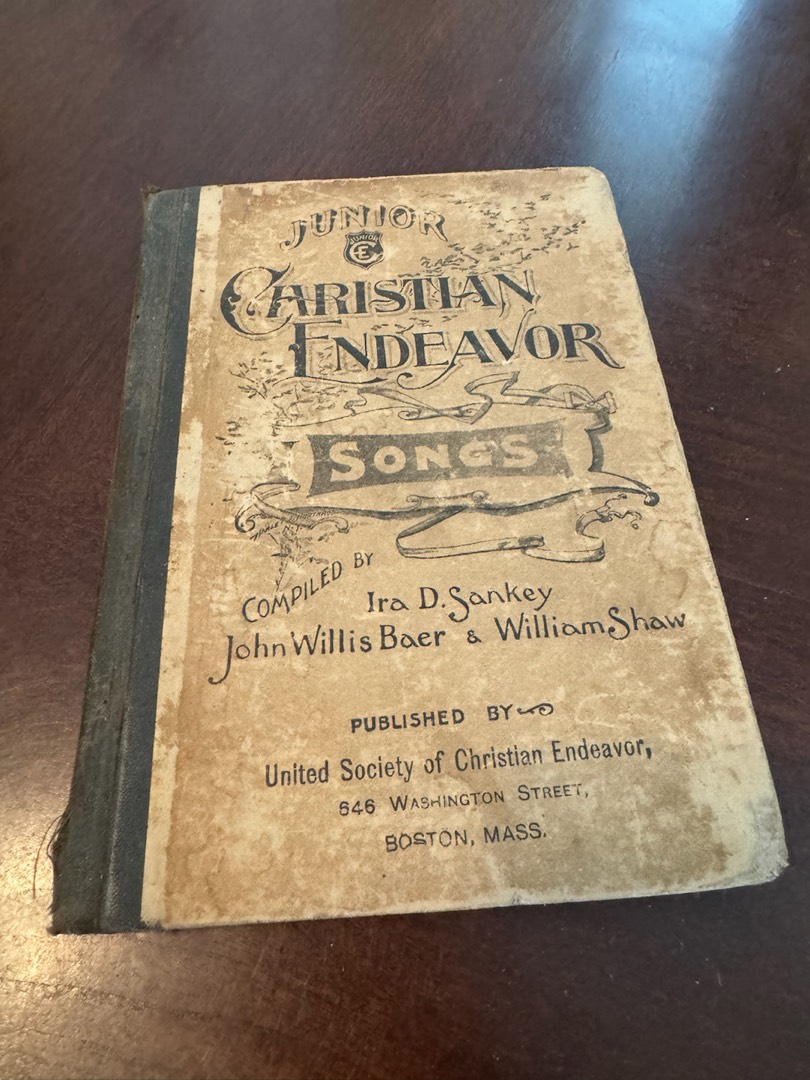 JUNIOR
JUNIOR
CE
CHRISTIAN
ENDEAVOR
SONGS
COMPILED BY
Ira D. Sankey
John Willis Baer & William Shaw
PUBLISHED BY
United Society of Christian Endeavor,
646 WASHINGTON STREET,
BOSTON, MASS.